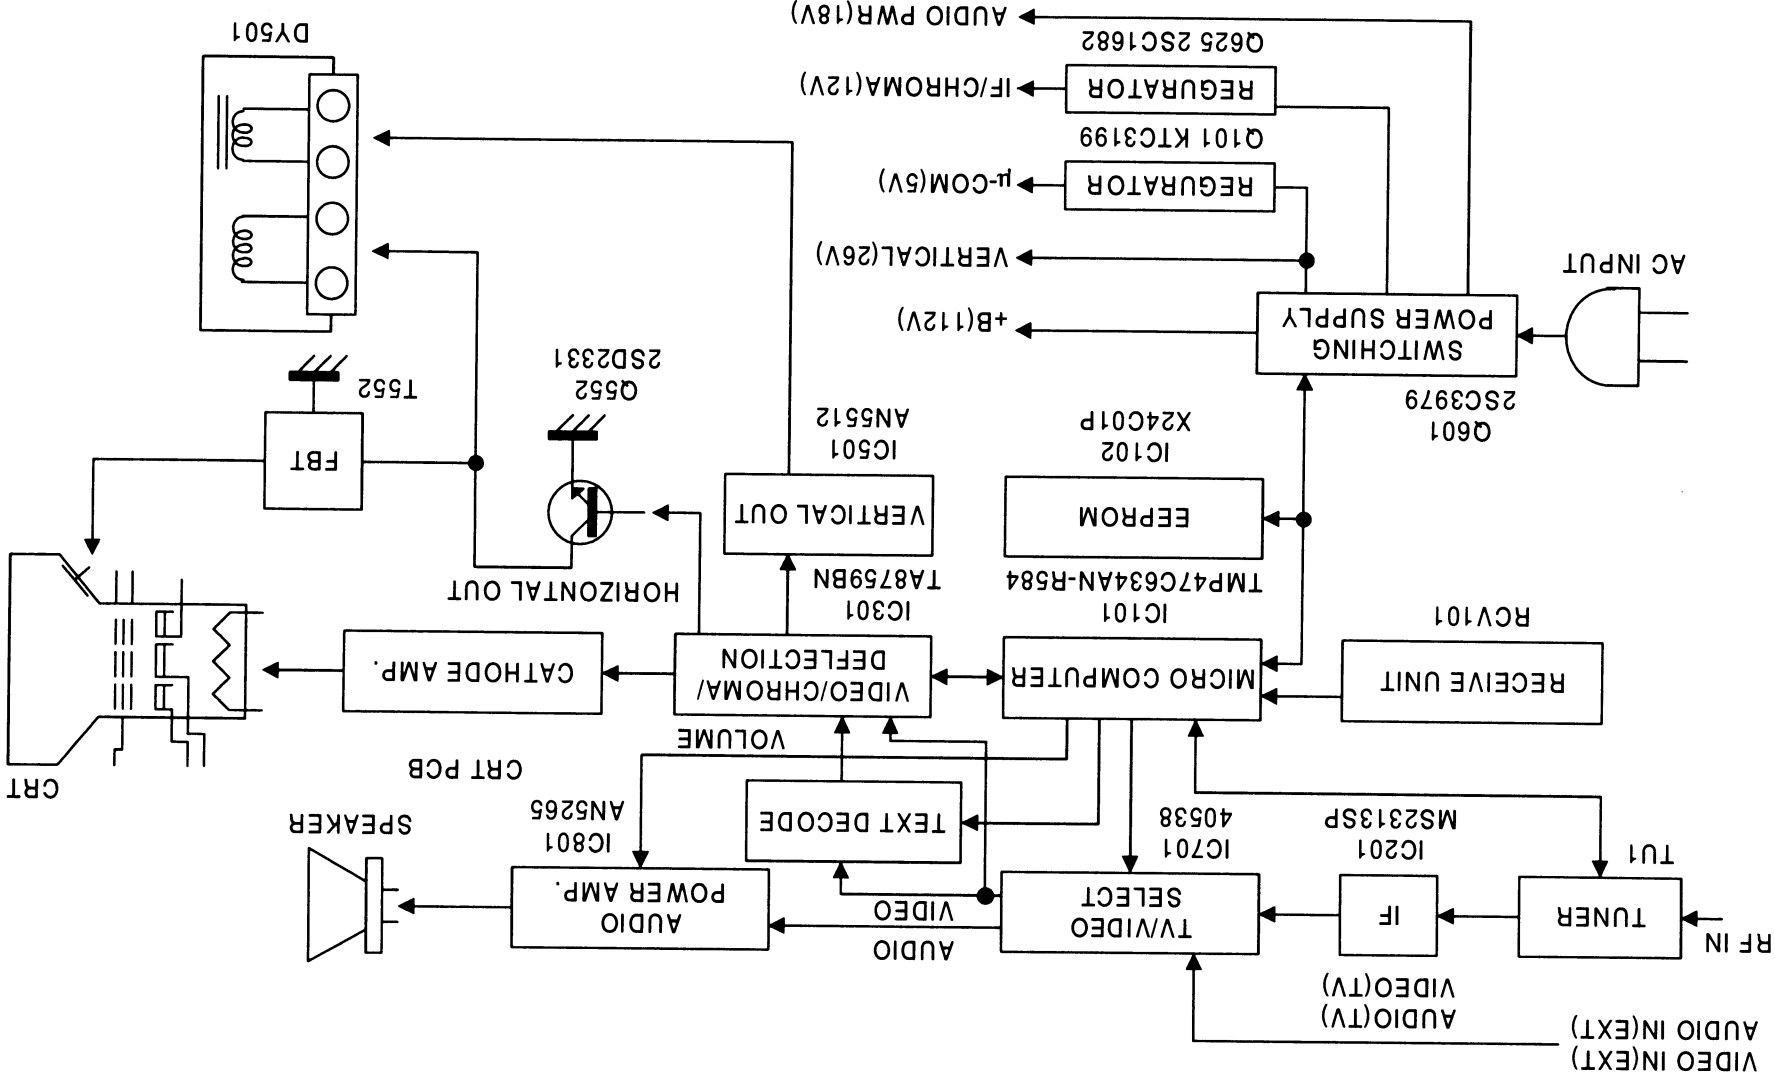 VIDEO IN(EXT)
AUDIO IN(EXT)
AUDIO(TV)
VIDEO(TV)
RF IN
TUNER
TU1
IF
IC201
MS2313SP
TV/VIDEO
SELECT
IC701
40538
AUDIO
VIDEO
AUDIO
POWER AMP.
IC801
AN5265
SPEAKER
TEXT DECODE
VOLUME
CRT PCB
CRT
RECEIVE UNIT
RCV101
MICRO COMPUTER
IC101
TMP47C634AN-R584
VIDEO/CHROMA/
DEFLECTION
IC301
TA8759BN
CATHODE AMP.
HORIZONTAL OUT
EEPROM
IC102
X24C01P
VERTICAL OUT
IC501
AN5512
Q552
2SD2331
FBT
T552
Q601
2SC3979
SWITCHING
POWER SUPPLY
AC INPUT
+B(112V)
VERTICAL(26V)
REGURATOR
μ-COM(5V)
Q101 KTC3199
REGURATOR
IF/CHROMA(12V)
Q625 2SC1682
AUDIO PWR(18V)
DY501